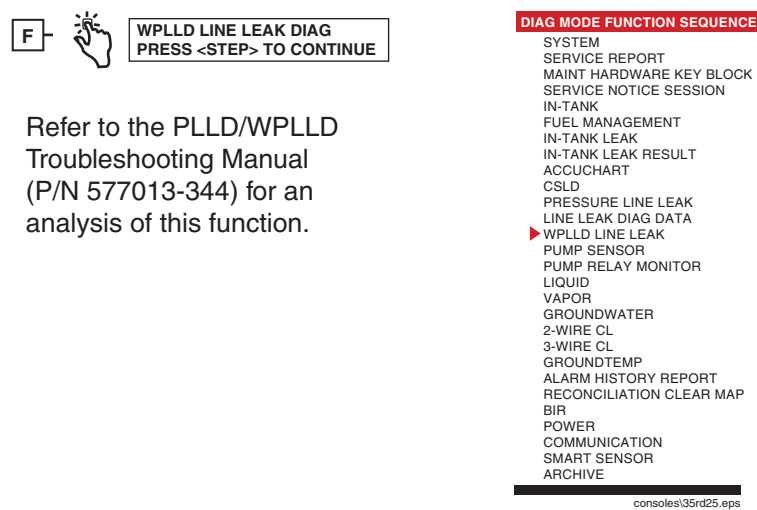 F
WPLLD LINE LEAK DIAG
PRESS <STEP> TO CONTINUE
Refer to the PLLD/WPLLD
Troubleshooting Manual
(P/N 577013-344) for an
analysis of this function.
DIAG MODE FUNCTION SEQUENCE
SYSTEM
SERVICE REPORT
MAINT HARDWARE KEY BLOCK
SERVICE NOTICE SESSION
IN-TANK
FUEL MANAGEMENT
IN-TANK LEAK
IN-TANK LEAK RESULT
ACCUCHART
CSLD
PRESSURE LINE LEAK
LINE LEAK DIAG DATA
WPLLD LINE LEAK
PUMP SENSOR
PUMP RELAY MONITOR
LIQUID
VAPOR
GROUNDWATER
2-WIRE CL
3-WIRE CL
GROUNDTEMP
ALARM HISTORY REPORT
RECONCILIATION CLEAR MAP
BIR
POWER
COMMUNICATION
SMART SENSOR
ARCHIVE
consoles\35rd25.eps